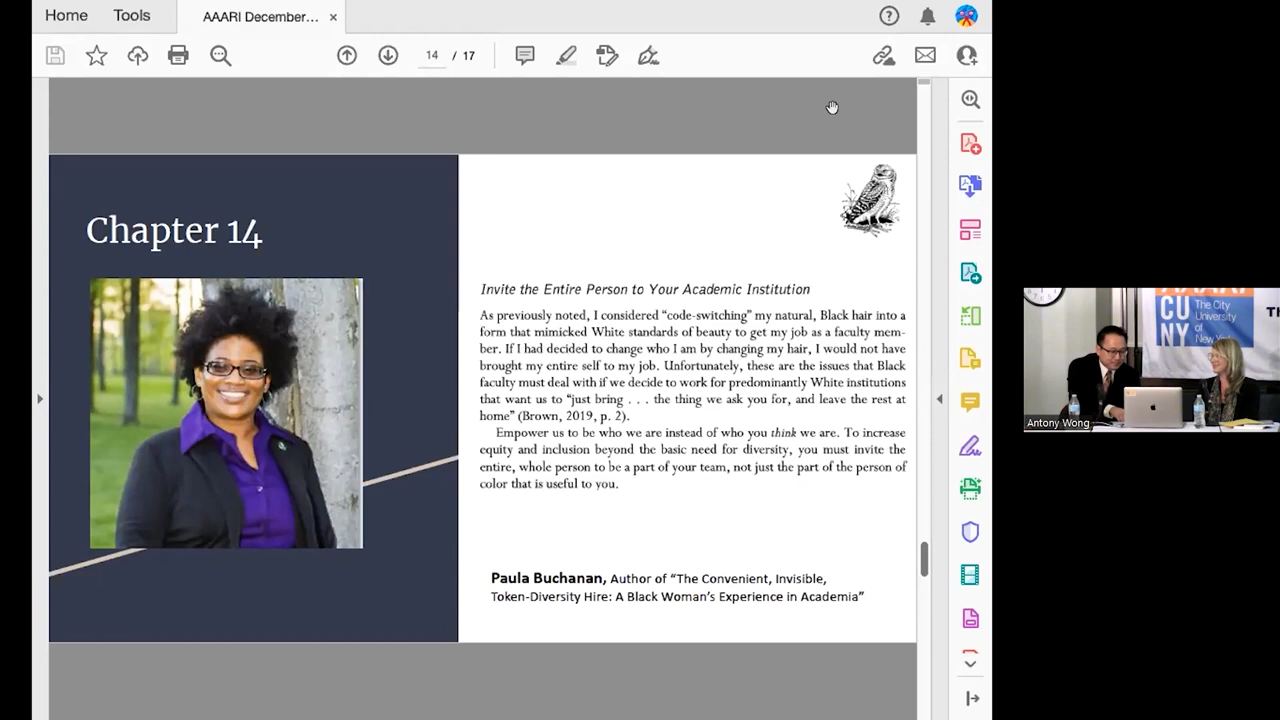 Home
Tools
AAARI December...
14 / 17
Chapter 14
Invite the Entire Person to Your Academic Institution
As previously noted, I considered “code-switching” my natural, Black hair into a
form that mimicked White standards of beauty to get my job as a faculty mem-
ber. If I had decided to change who I am by changing my hair, I would not have
brought my entire self to my job. Unfortunately, these are the issues that Black
faculty must deal with if we decide to work for predominantly White institutions
that want us to “just bring . . . the thing we ask you for, and leave the rest at
home” (Brown, 2019, p. 2).
Empower us to be who we are instead of who you think we are. To increase
equity and inclusion beyond the basic need for diversity, you must invite the
entire, whole person to be a part of your team, not just the part of the person of
color that is useful to you.
Paula Buchanan, Author of “The Convenient, Invisible,
Token-Diversity Hire: A Black Woman’s Experience in Academia”
CU
NY
The City
University
of
New York
Antony Wong